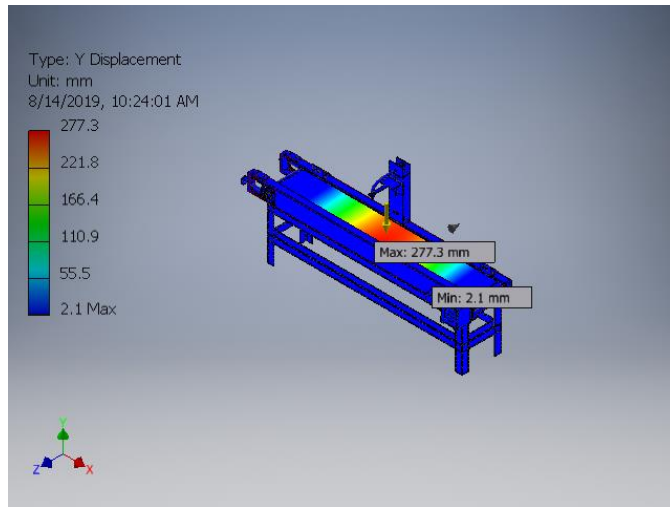 Type: Y Displacement
Unit: mm
8/14/2019, 10:24:01 AM
277.3
221.8
166.4
110.9
55.5
2.1 Max
Max: 277.3 mm
Min: 2.1 mm
Y
Z
X